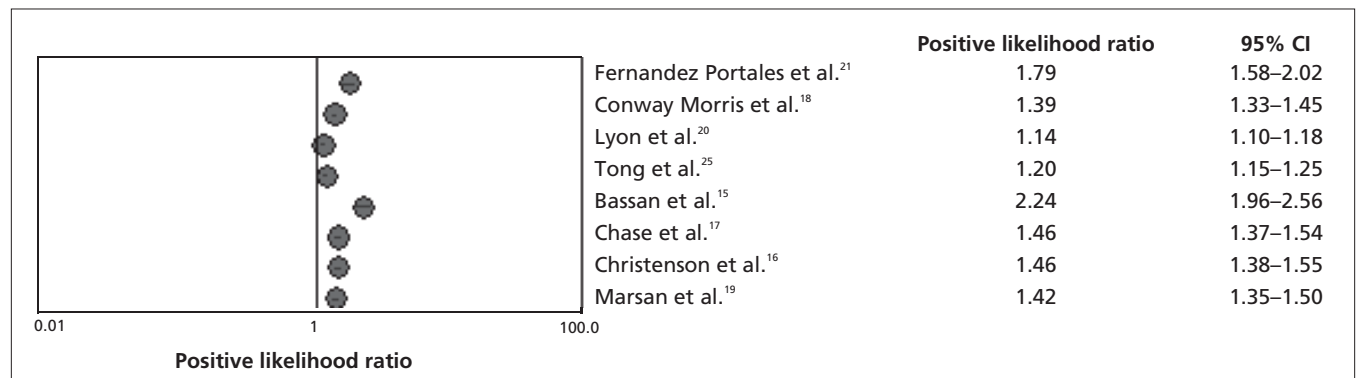 Positive likelihood ratio 95% CI
Fernandez Portales et al.21 1.79 1.58–2.02
Conway Morris et al.18 1.39 1.33–1.45
Lyon et al.20 1.14 1.10–1.18
Tong et al.25 1.20 1.15–1.25
Bassan et al.15 2.24 1.96–2.56
Chase et al.17 1.46 1.37–1.54
Christenson et al.16 1.46 1.38–1.55
Marsan et al.19 1.42 1.35–1.50
0.01 1 100.0
Positive likelihood ratio